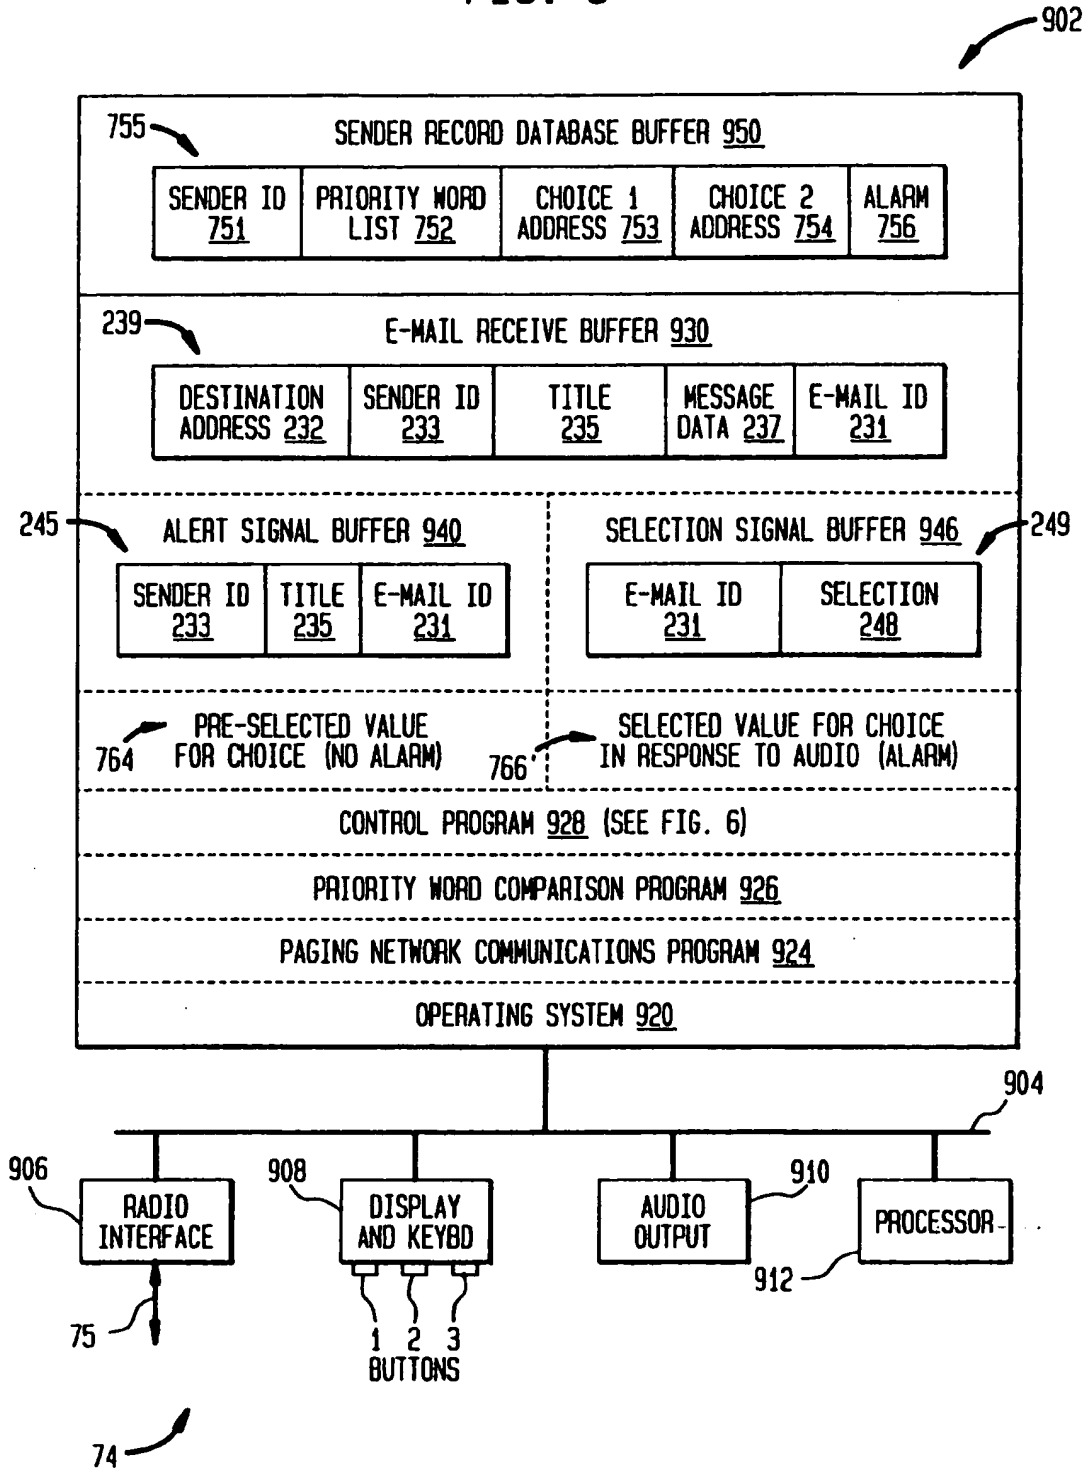 902
755
SENDER RECORD DATABASE BUFFER 950
SENDER ID 751
PRIORITY WORD LIST 752
CHOICE 1 ADDRESS 753
CHOICE 2 ADDRESS 754
ALARM 756
239
E-MAIL RECEIVE BUFFER 930
DESTINATION ADDRESS 232
SENDER ID 233
TITLE 235
MESSAGE DATA 237
E-MAIL ID 231
245
ALERT SIGNAL BUFFER 940
SENDER ID 233
TITLE 235
E-MAIL ID 231
SELECTION SIGNAL BUFFER 946
249
E-MAIL ID 231
SELECTION 248
764
PRE-SELECTED VALUE
FOR CHOICE (NO ALARM)
766'
SELECTED VALUE FOR CHOICE
IN RESPONSE TO AUDIO (ALARM)
CONTROL PROGRAM 928 (SEE FIG. 6)
PRIORITY WORD COMPARISON PROGRAM 926
PAGING NETWORK COMMUNICATIONS PROGRAM 924
OPERATING SYSTEM 920
904
906
RADIO
INTERFACE
908
DISPLAY
AND KEYBD
910
AUDIO
OUTPUT
PROCESSOR
912
75
1 2 3
BUTTONS
74